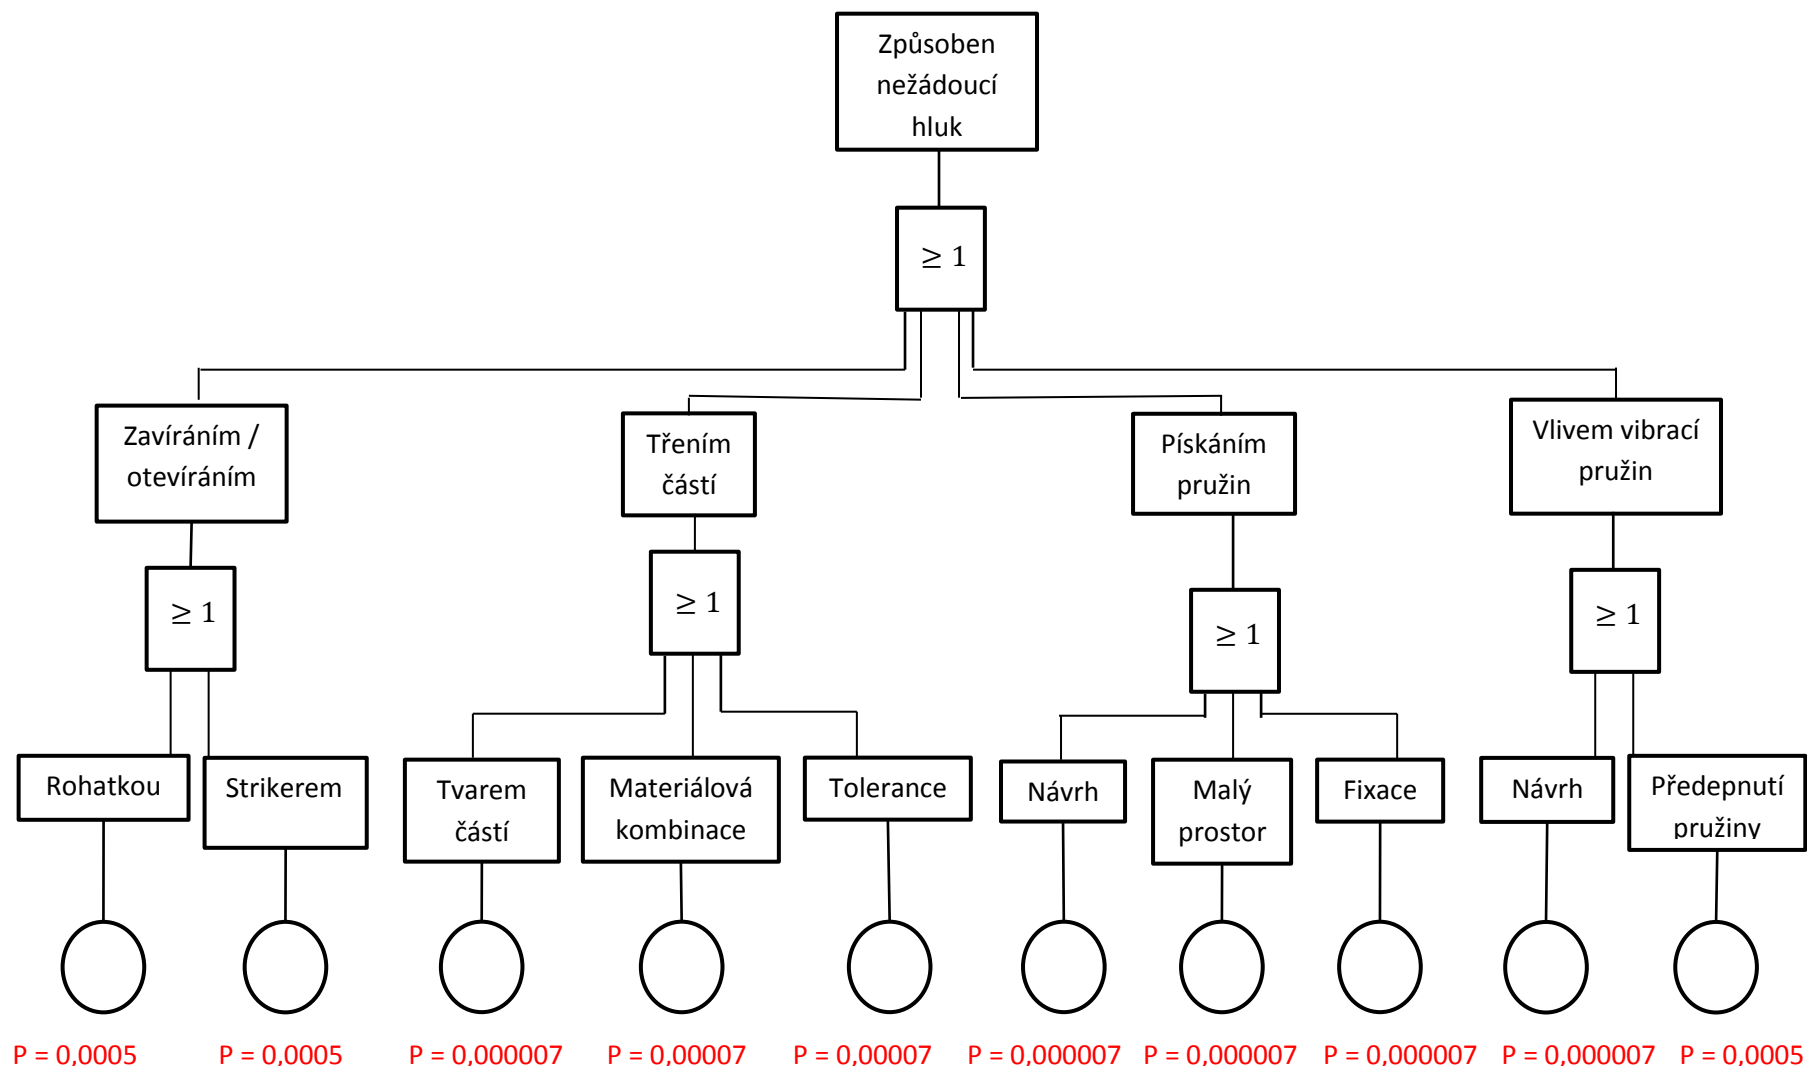 Způsoben
nežádoucí
hluk
≥ 1
Zavíráním /
otevíráním
Třením
částí
Pískáním
pružin
Vlivem vibrací
pružin
≥ 1
≥ 1
≥ 1
≥ 1
Rohatkou
Strikerem
Tvarem
částí
Materiálová
kombinace
Tolerance
Návrh
Malý
prostor
Fixace
Návrh
Předepnutí
pružiny
P = 0,0005
P = 0,0005
P = 0,000007
P = 0,00007
P = 0,00007
P = 0,000007
P = 0,000007
P = 0,000007
P = 0,000007
P = 0,0005